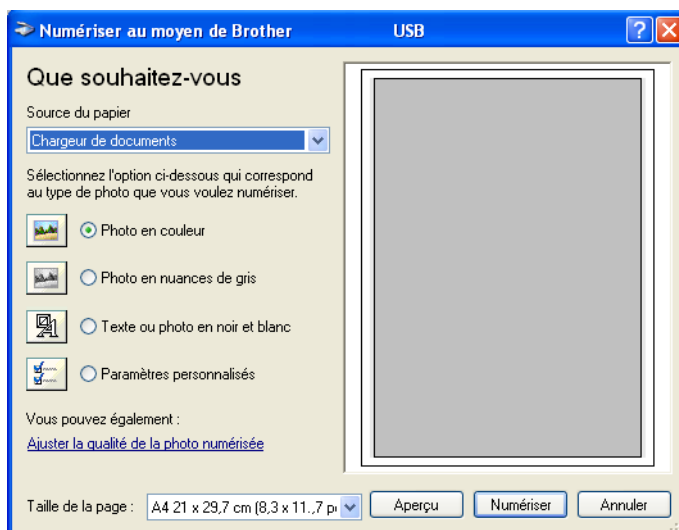 Numériser au moyen de Brother USB
Que souhaitez-vous
Source du papier
Chargeur de documents
Sélectionnez l'option ci-dessous qui correspond
au type de photo que vous voulez numériser.
Photo en couleur
Photo en nuances de gris
Texte ou photo en noir et blanc
Paramètres personnalisés
Vous pouvez également :
Ajuster la qualité de la photo numérisée
Taille de la page : A4 21 x 29,7 cm (8,3 x 11.,7 p Aperçu Numériser Annuler